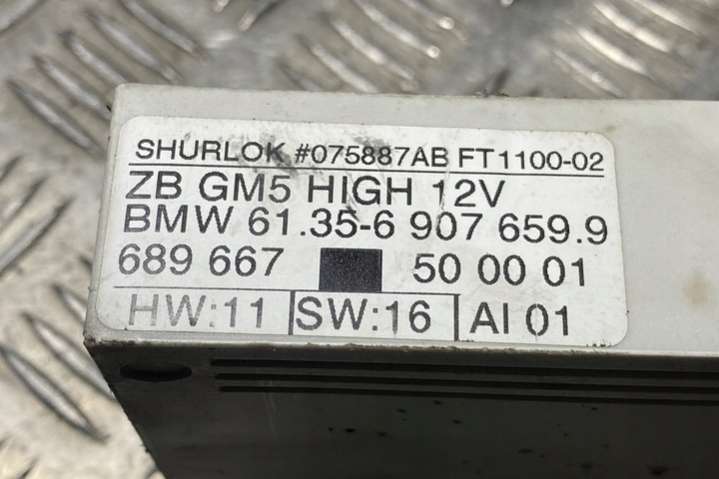 SHURLOK #075887AB FT1100-02
ZB GM5 HIGH 12V
BMW 61.35-6 907 659.9
689 667 50 00 01
HW:11 SW:16 AI 01